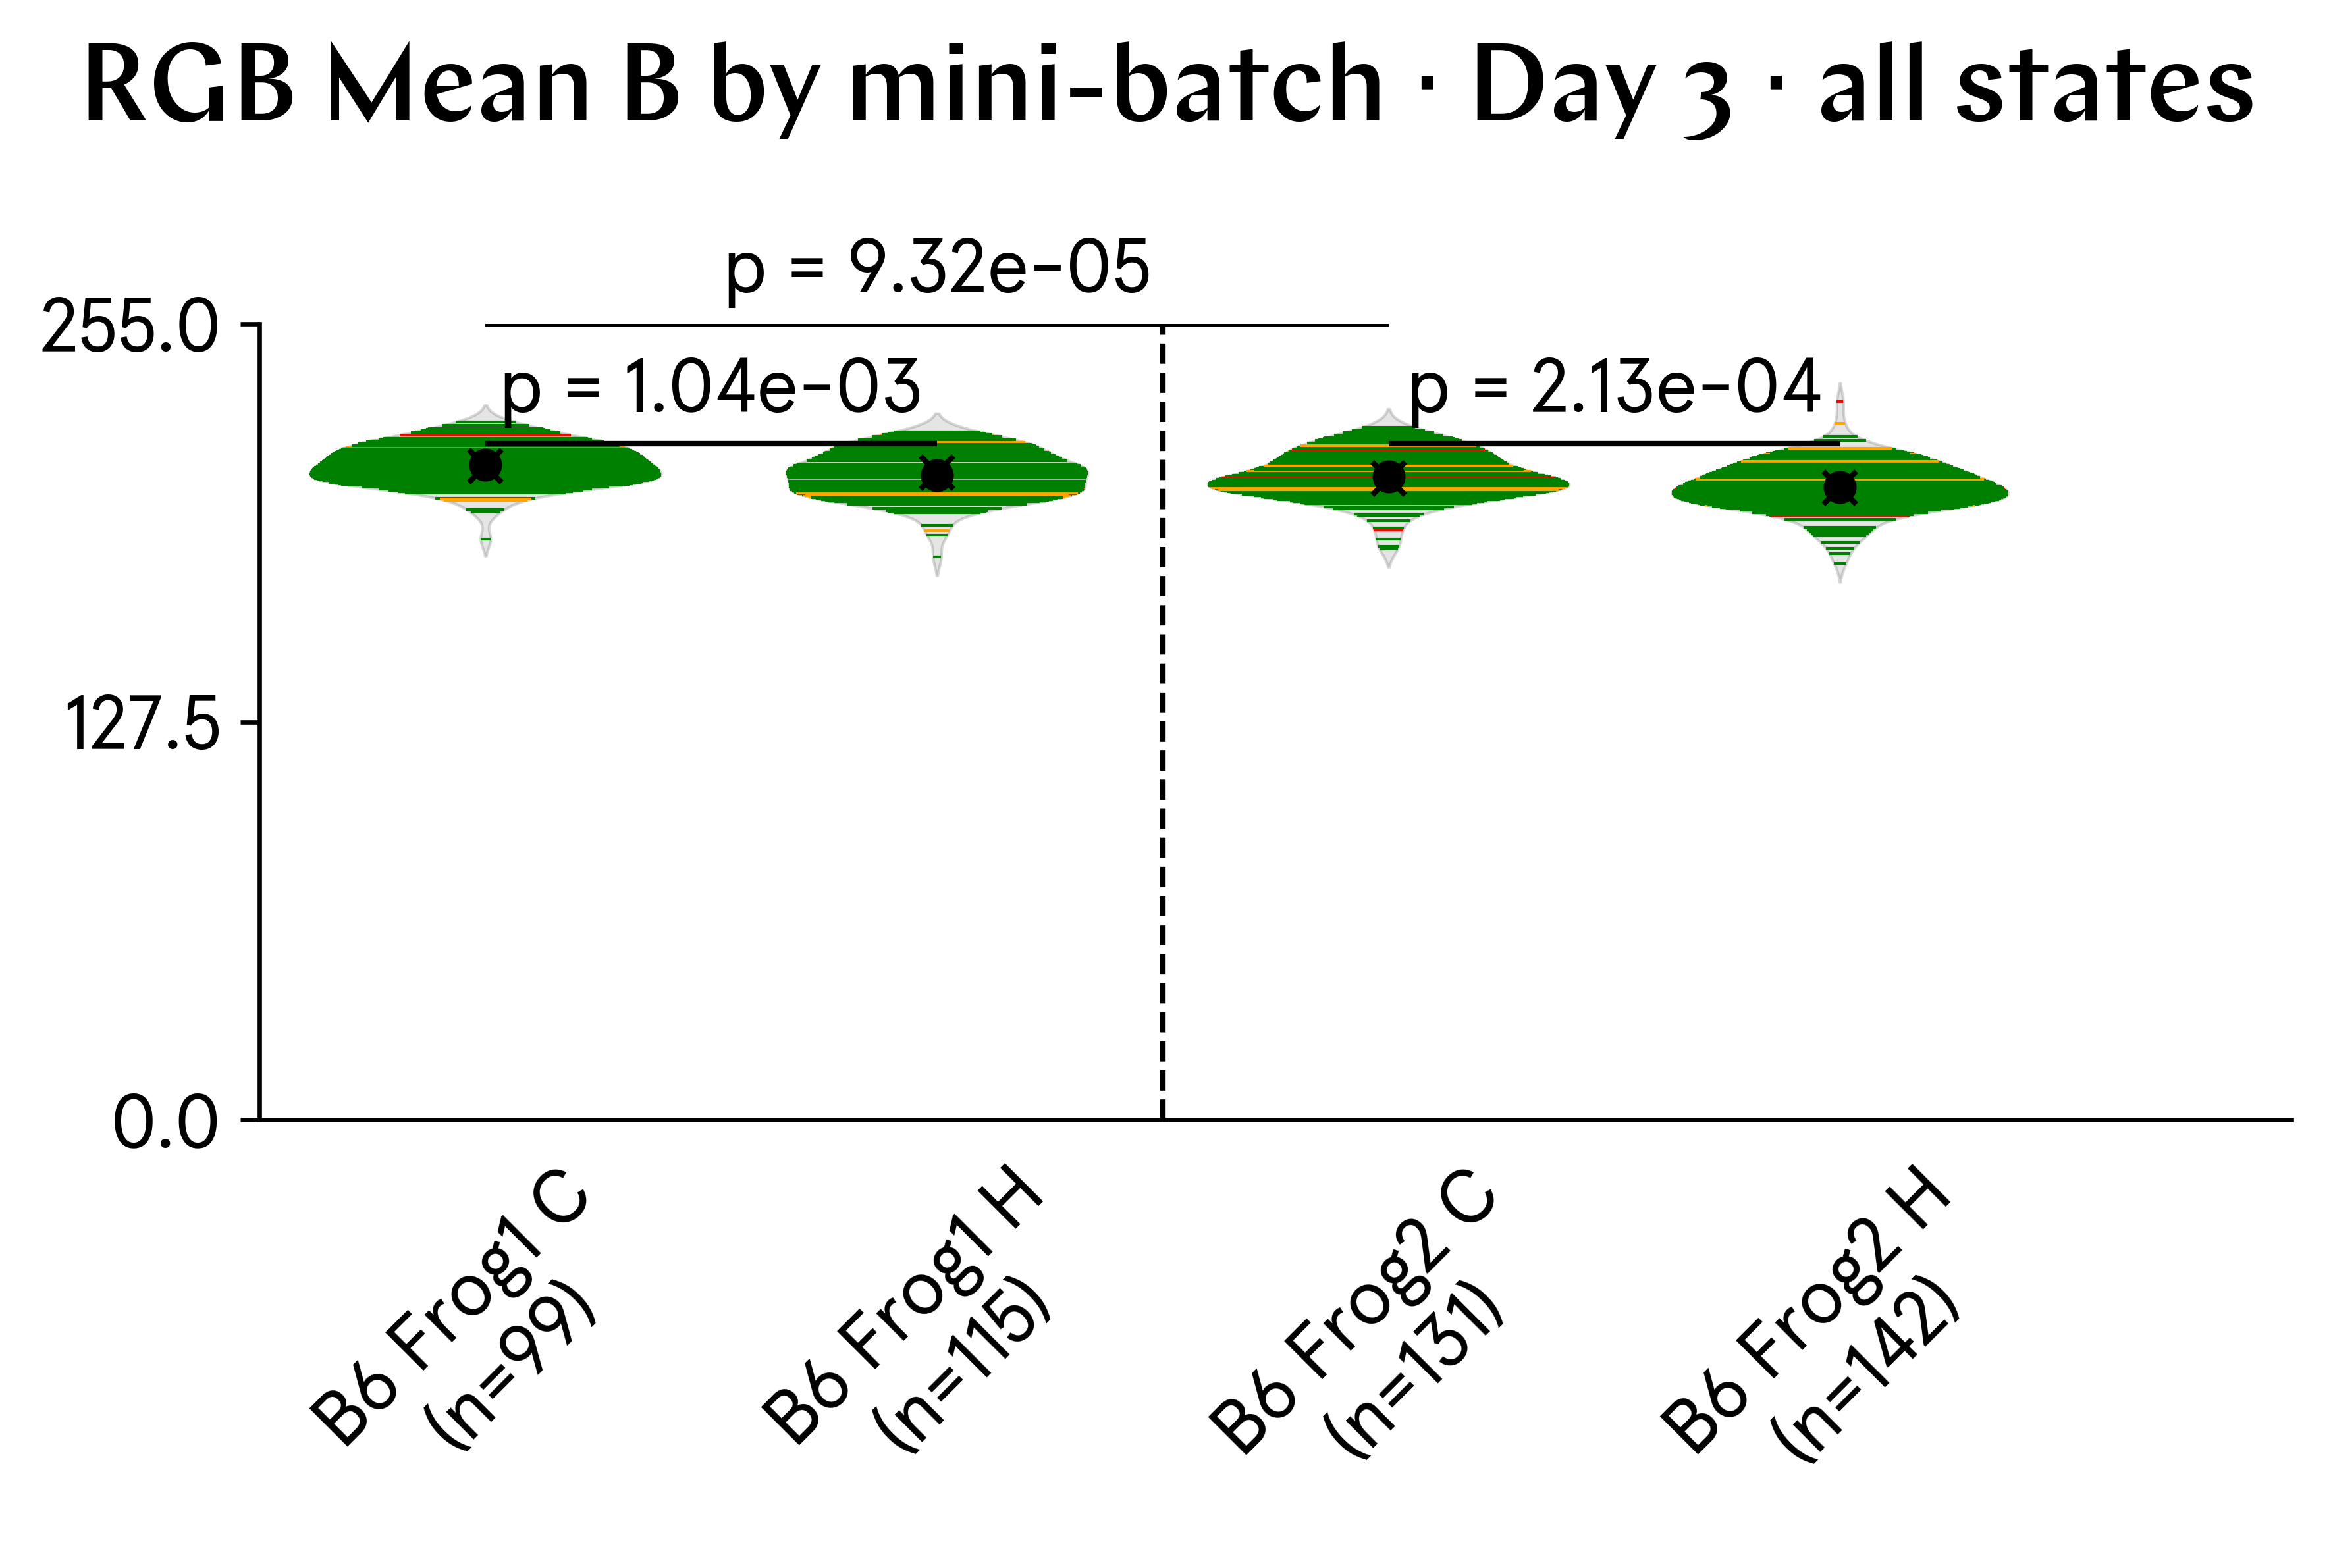 RGB Mean B by mini-batch · Day 3 · all states
p = 9.32e-05
255.0
p = 1.04e-03
p = 2.13e-04
127.5
0.0
B6 Frog1 C
(n=99)
B6 Frog1 H
(n=115)
B6 Frog2 C
(n=131)
B6 Frog2 H
(n=142)